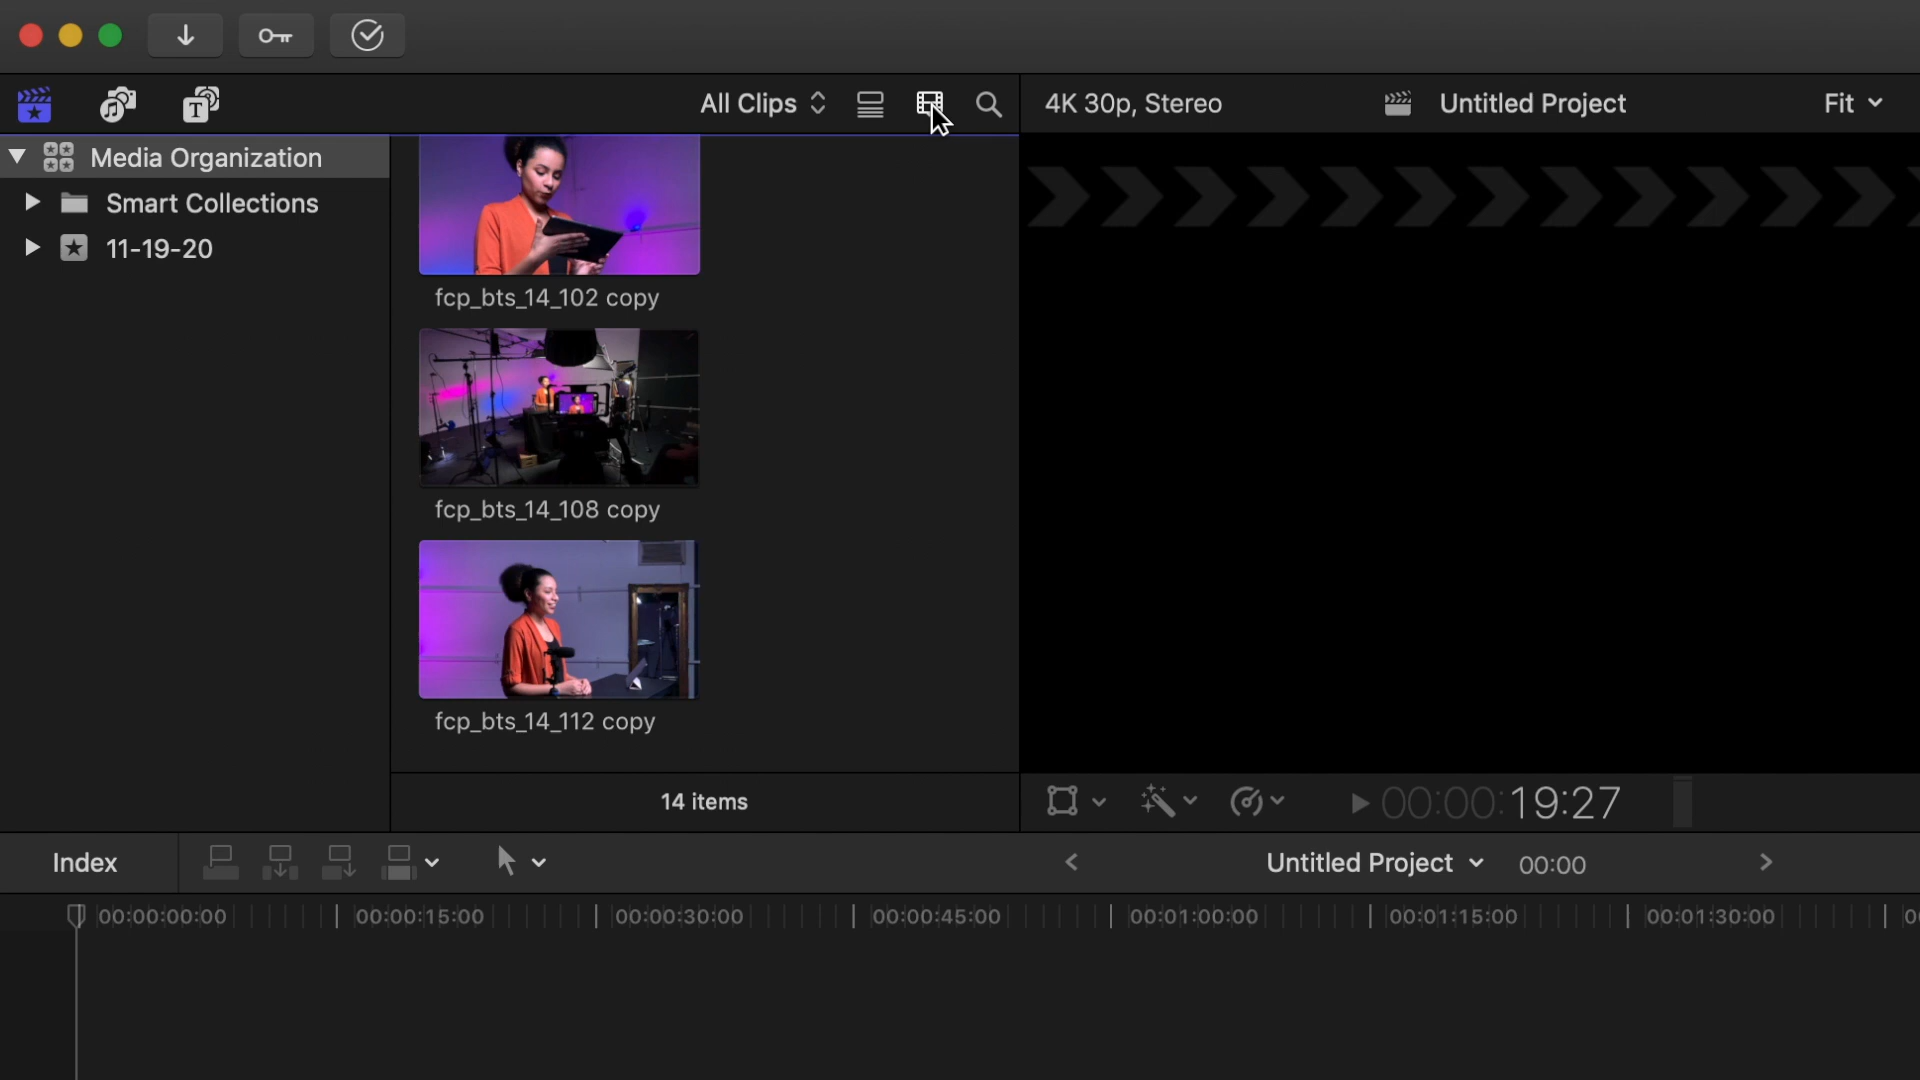 All Clips
4K 30p, Stereo
Untitled Project
Fit
Media Organization
Smart Collections
11-19-20
fcp_bts_14_102 copy
fcp_bts_14_108 copy
fcp_bts_14_112 copy
14 items
00:00:19:27
Index
Untitled Project
00:00
00:00:00:00
00:00:15:00
00:00:30:00
00:00:45:00
00:01:00:00
00:01:15:00
00:01:30:00